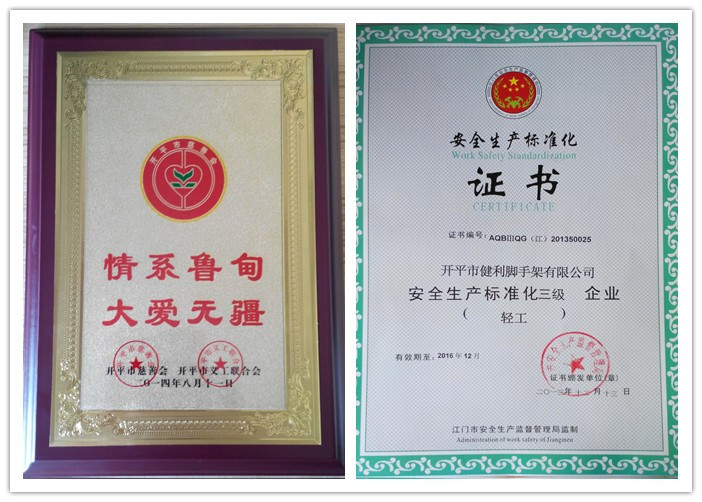 开平市慈善会
情系鲁甸
大爱无疆
开平市慈善会 开平市义工联合会
二〇一四年八月十一日
安全生产标准化
Work Safety Standardization
证书
CERTIFICATE
证书编号：AQBⅢQG（江）201350025
开平市健利脚手架有限公司
安全生产标准化三级 企业
（ 轻工 ）
有效期至：2016年12月
证书颁发单位(章)
江门市安全生产监督管理局监制
Administration of work safety of Jiangmen